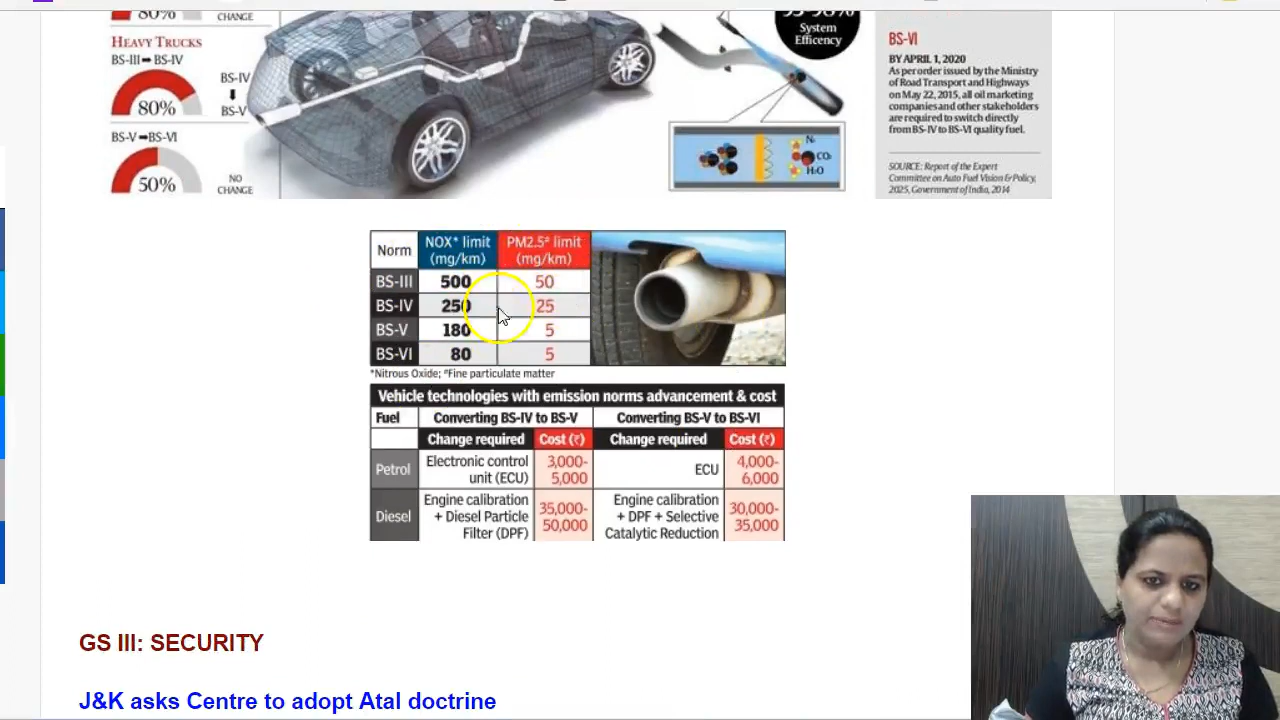 80%
CHANGE
HEAVY TRUCKS
BS-III ➡ BS-IV
80%
BS-IV
⬇
BS-V
BS-V ➡ BS-VI
50%
NO
CHANGE
System
Efficency
N₂
CO₂
H₂O
BS-VI
BY APRIL 1, 2020
As per order issued by the Ministry
of Road Transport and Highways
on May 22, 2015, all oil marketing
companies and other stakeholders
are required to switch directly
from BS-IV to BS-VI quality fuel.
SOURCE: Report of the Expert
Committee on Auto Fuel Vision & Policy,
2025, Government of India, 2014
Norm NOX* limit (mg/km) PM2.5# limit (mg/km)
BS-III 500 50
BS-IV 250 25
BS-V 180 5
BS-VI 80 5
*Nitrous Oxide; #Fine particulate matter
Vehicle technologies with emission norms advancement & cost
Fuel Converting BS-IV to BS-V Converting BS-V to BS-VI
Change required Cost (₹) Change required Cost (₹)
Petrol Electronic control unit (ECU) 3,000-5,000 ECU 4,000-6,000
Diesel Engine calibration + Diesel Particle Filter (DPF) 35,000-50,000 Engine calibration + DPF + Selective Catalytic Reduction 30,000-35,000
GS III: SECURITY
J&K asks Centre to adopt Atal doctrine